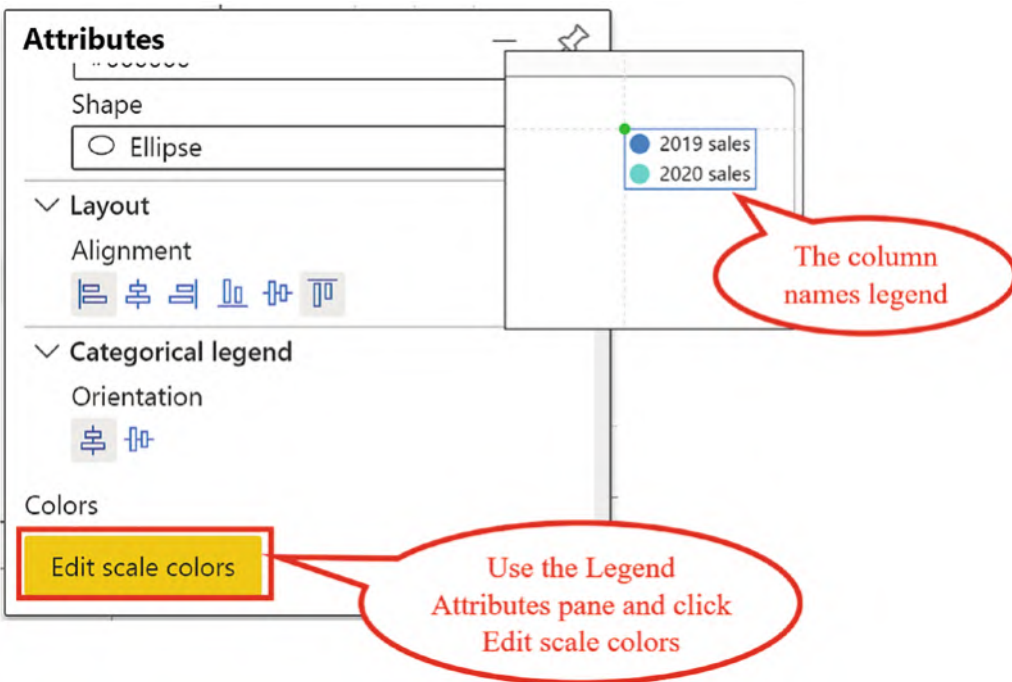 Attributes
Shape
Ellipse
Layout
Alignment
Categorical legend
Orientation
Colors
Edit scale colors
2019 sales
2020 sales
The column
names legend
Use the Legend
Attributes pane and click
Edit scale colors